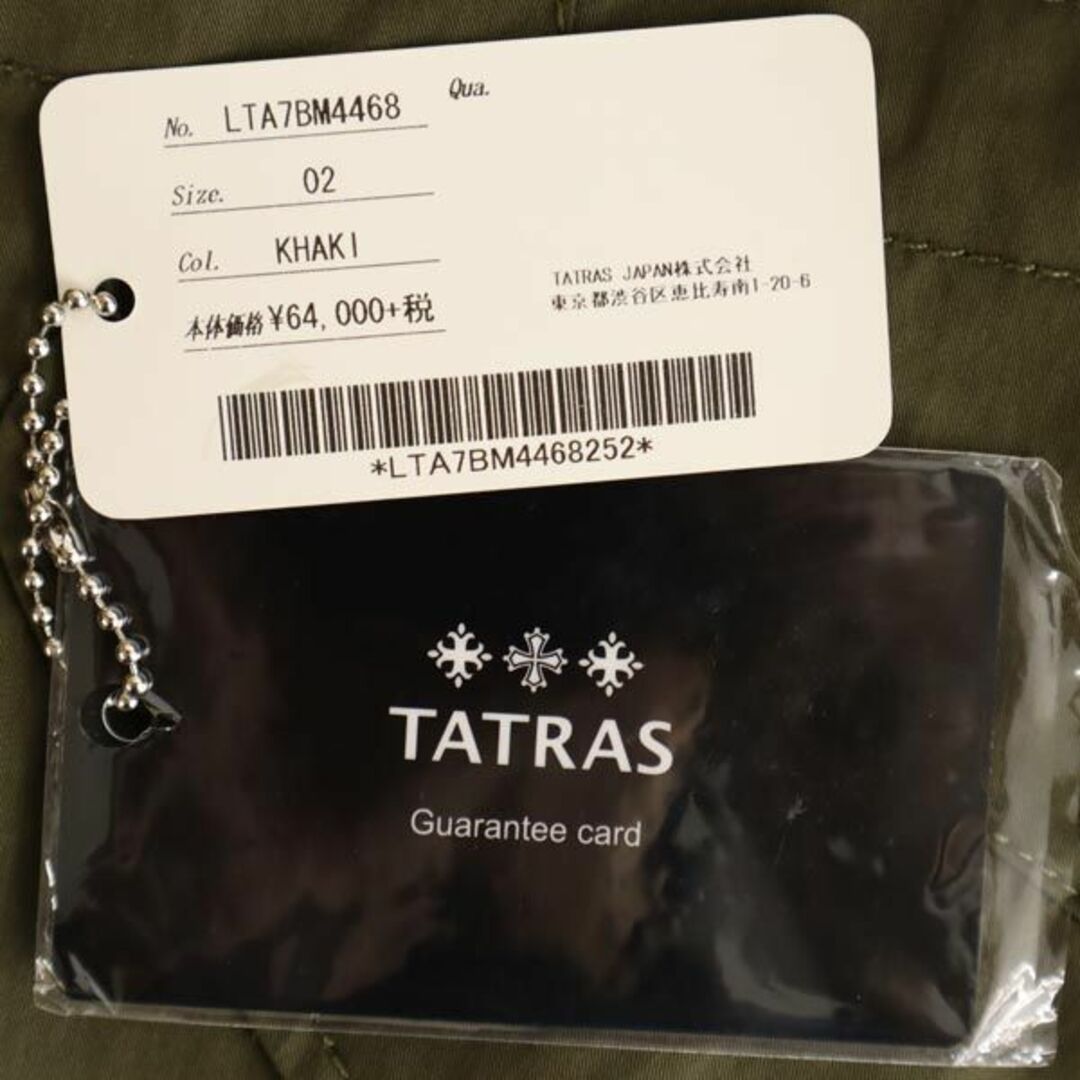 No. LTA7BM4468 Qua.
Size. 02
Col. KHAKI
本体価格 ¥64,000+税
TATRAS JAPAN株式会社
東京都渋谷区恵比寿南1-20-6
*LTA7BM4468252*
TATRAS
Guarantee card